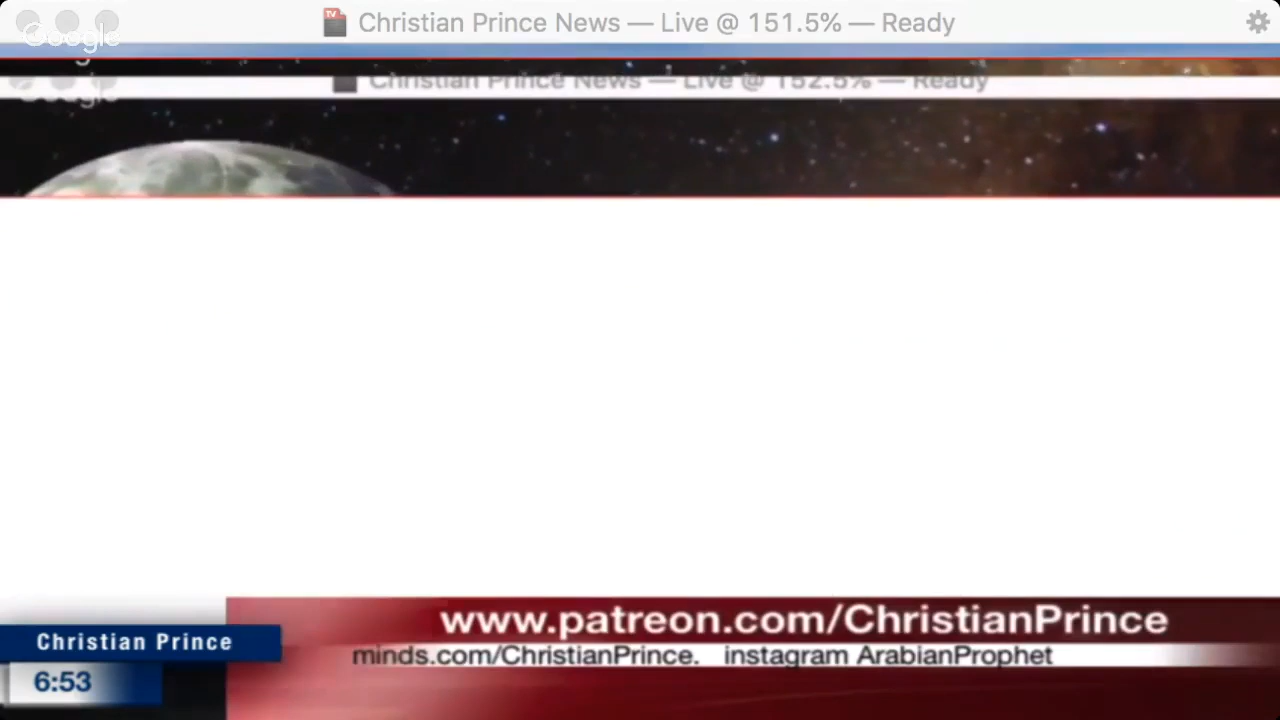 Christian Prince News — Live @ 151.5% — Ready
Google
Christian Prince News — Live @ 152.5% — Ready
www.patreon.com/ChristianPrince
Christian Prince
minds.com/ChristianPrince. instagram ArabianProphet
6:53